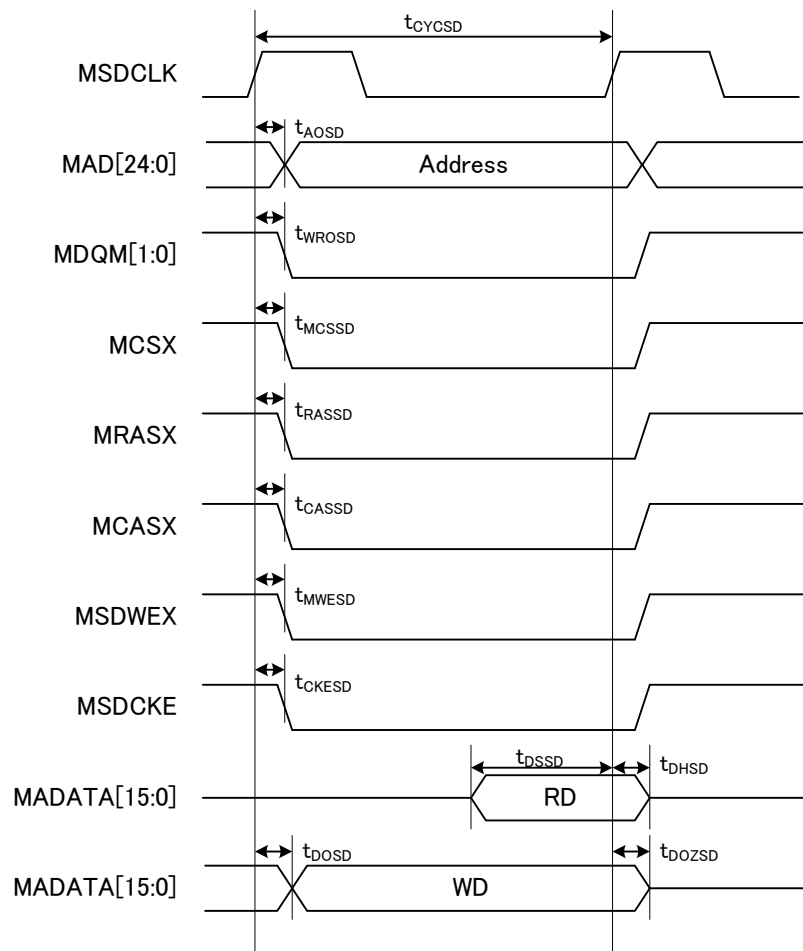 tCYCSD
MSDCLK
tAOSD
MAD[24:0]
Address
tWROSD
MDQM[1:0]
tMCSSD
MCSX
tRASSD
MRASX
tCASSD
MCASX
tMWESD
MSDWEX
tCKESD
MSDCKE
tDSSD
tDHSD
MADATA[15:0]
RD
tDOSD
tDOZSD
MADATA[15:0]
WD